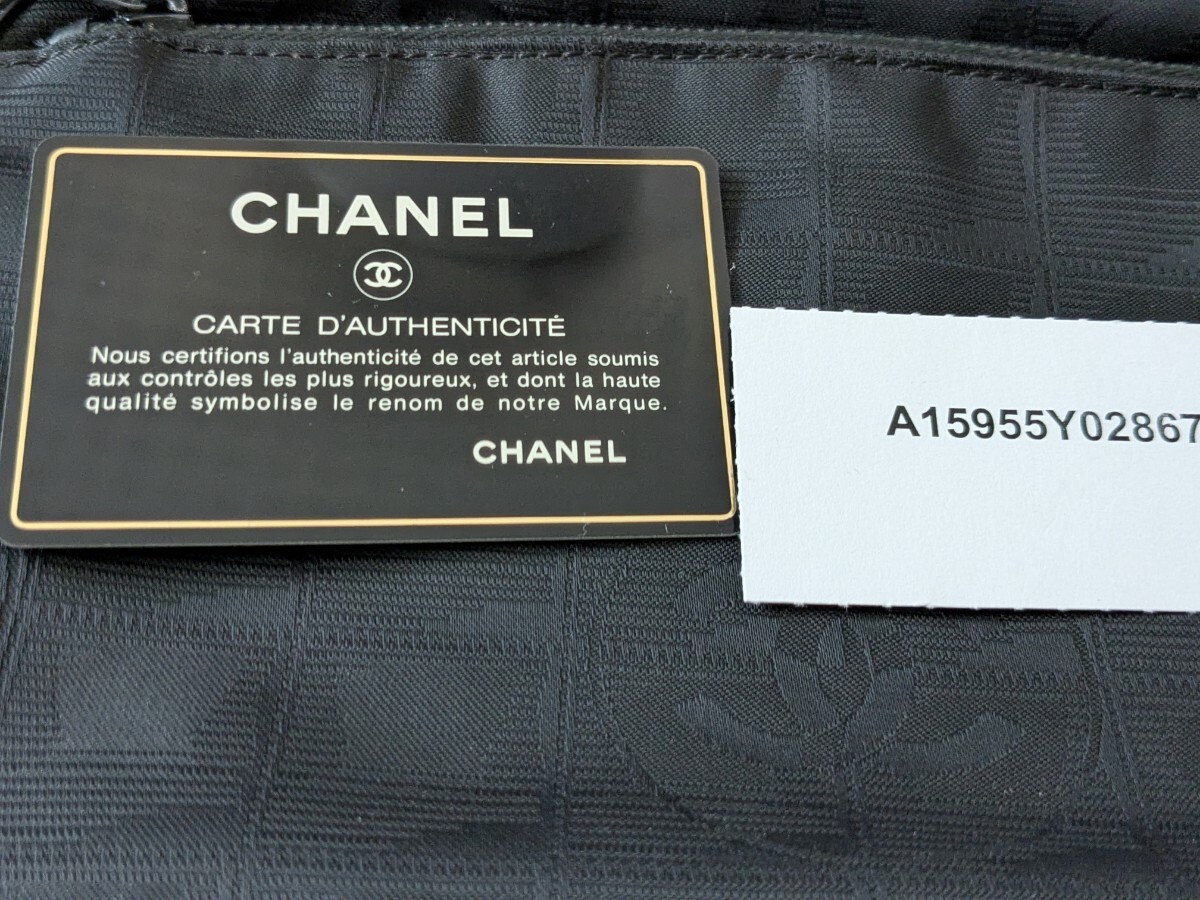 CHANEL
CARTE D'AUTHENTICITÉ
Nous certifions l'authenticité de cet article soumis
aux contrôles les plus rigoureux, et dont la haute
qualité symbolise le renom de notre Marque.
CHANEL
A15955Y02867